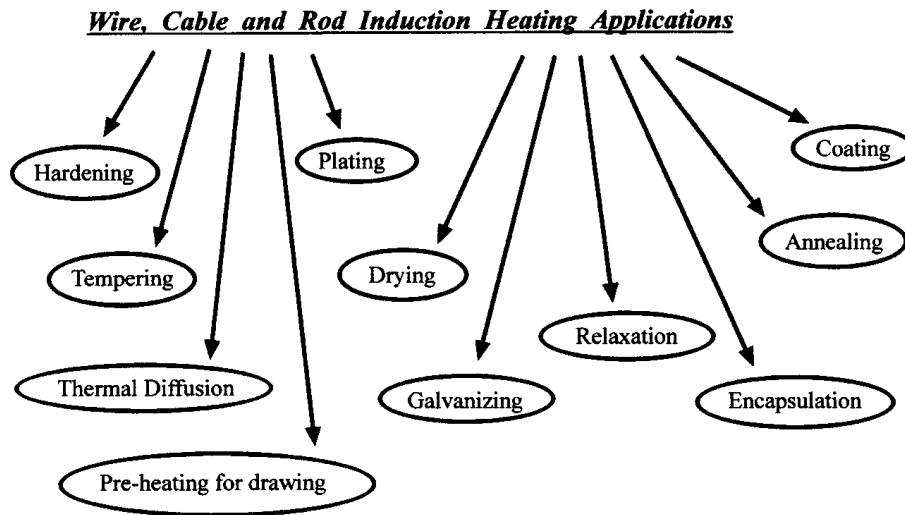 Wire, Cable and Rod Induction Heating Applications
Hardening
Plating
Coating
Tempering
Drying
Annealing
Relaxation
Thermal Diffusion
Galvanizing
Encapsulation
Pre-heating for drawing